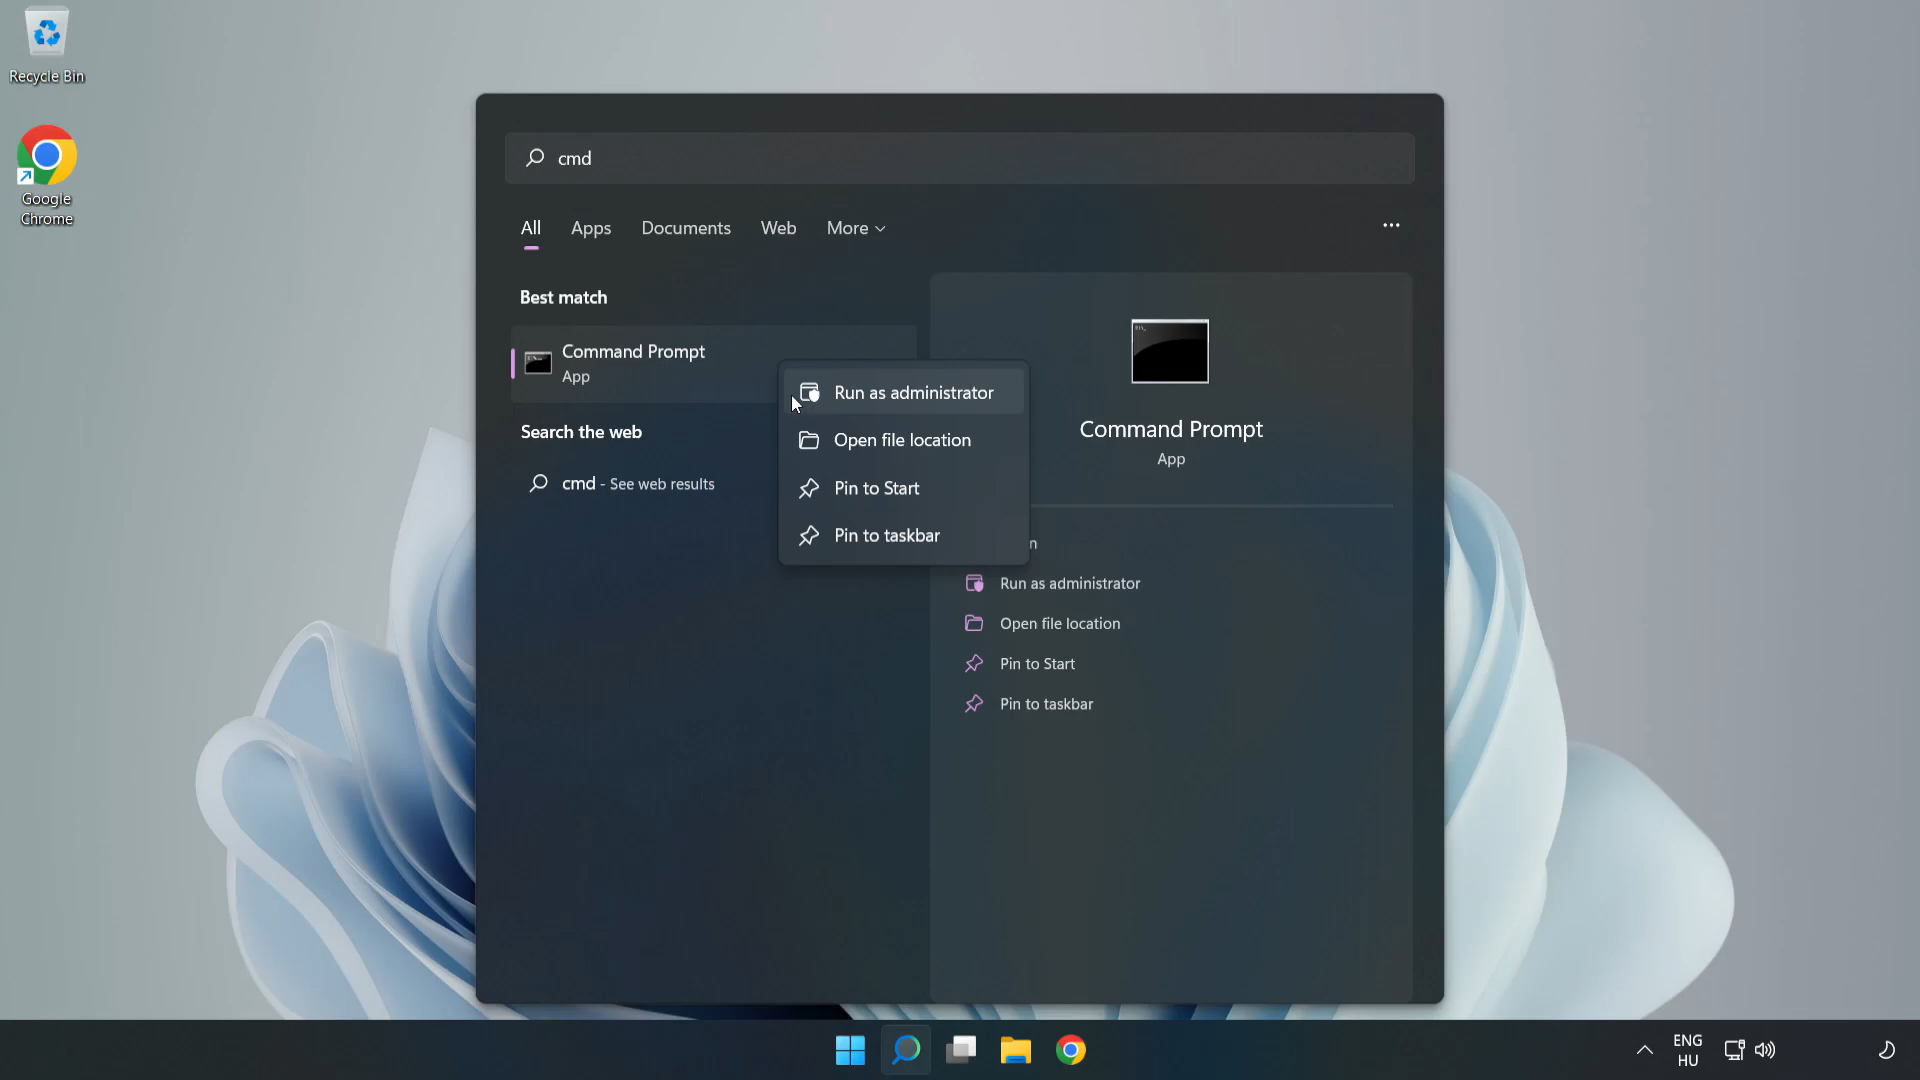 Recycle Bin
Google
Chrome
cmd
All
Apps
Documents
Web
More
Best match
Command Prompt
App
Search the web
cmd - See web results
Run as administrator
Open file location
Pin to Start
Pin to taskbar
Command Prompt
App
Run as administrator
Open file location
Pin to Start
Pin to taskbar
ENG
HU